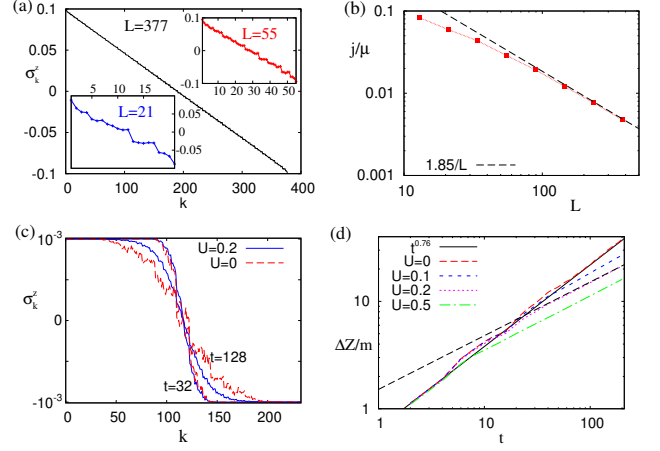 (a)
0.1
0.05
0
-0.05
-0.1
σ_k^z
L=377
0.1
0
-0.1
L=55
10 20 30 40 50
5 10 15
L=21
0.05
0
-0.05
0 100 200 300 400
k
(b)
j/μ
0.1
0.01
0.001
1.85/L
10 100
L
(c)
10^-3
0
-10^-3
σ_k^z
U=0.2
U=0
t=128
t=32
0 50 100 150 200
k
(d)
t^0.76
U=0
U=0.1
U=0.2
U=0.5
10
ΔZ/m
1
1 10 100
t